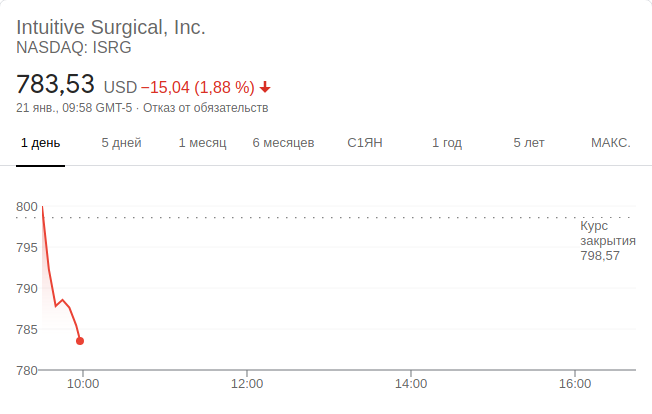 Intuitive Surgical, Inc.
NASDAQ: ISRG
783,53 USD −15,04 (1,88 %)
21 янв., 09:58 GMT-5 · Отказ от обязательств
1 день 5 дней 1 месяц 6 месяцев С1ЯН 1 год 5 лет МАКС.
800
Курс
закрытия
798,57
795
790
785
780
10:00 12:00 14:00 16:00